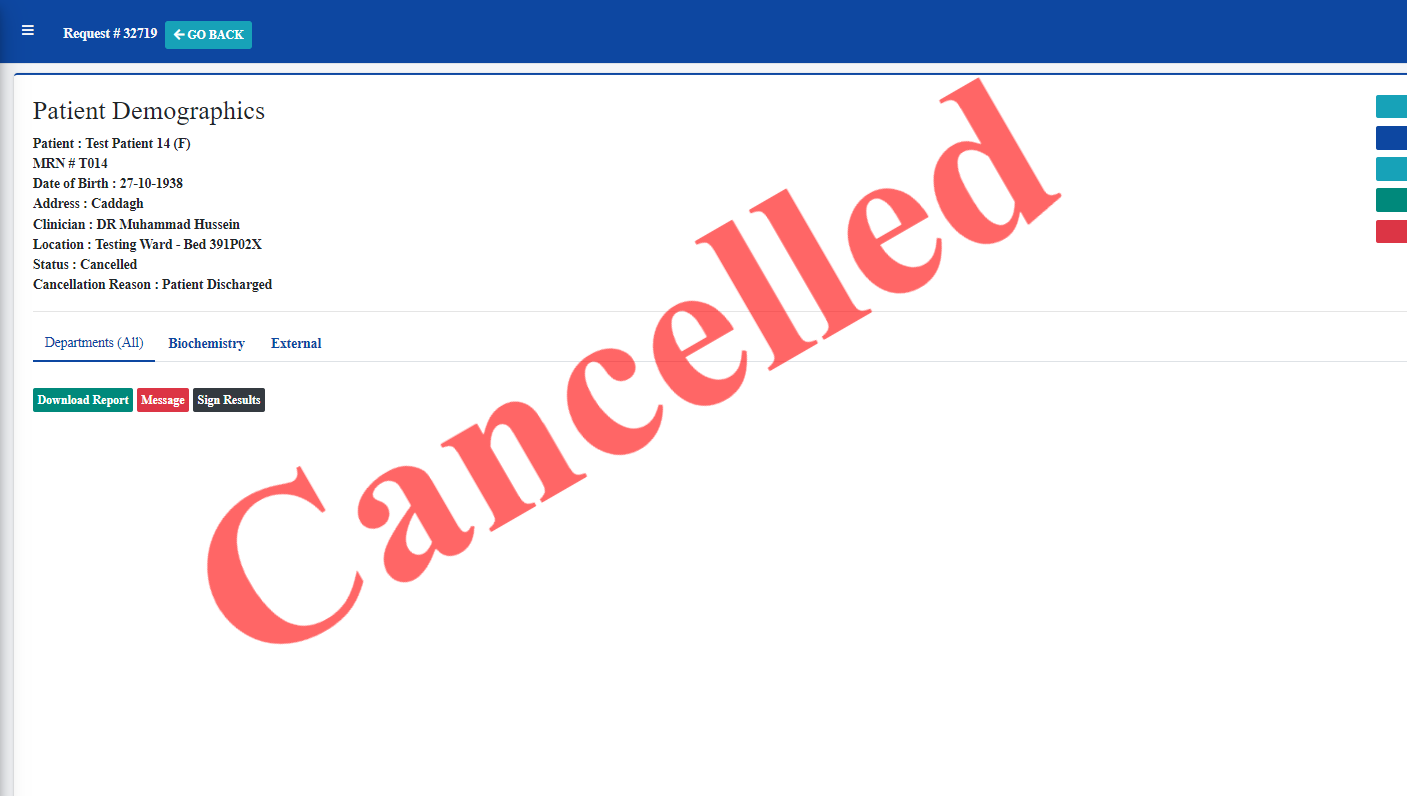 Request # 32719 GO BACK
Patient Demographics
Patient : Test Patient 14 (F)
MRN # T014
Date of Birth : 27-10-1938
Address : Caddagh
Clinician : DR Muhammad Hussein
Location : Testing Ward - Bed 391P02X
Status : Cancelled
Cancellation Reason : Patient Discharged
Departments (All) Biochemistry External
Download Report Message Sign Results
Cancelled